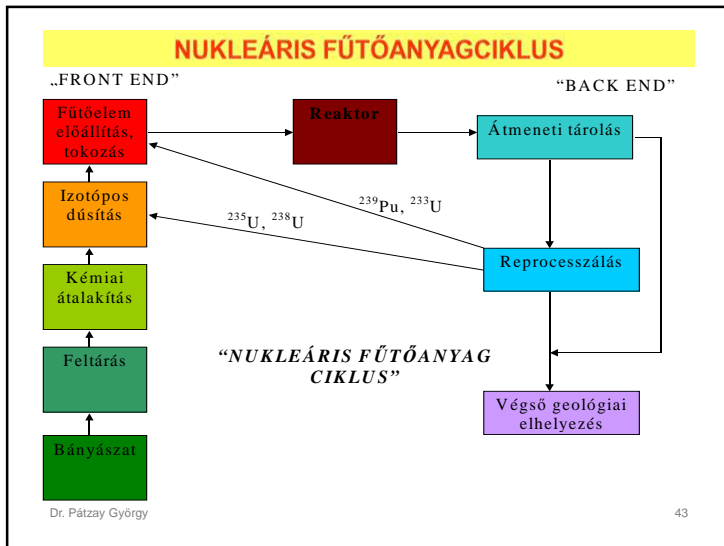 NUKLEÁRIS FŰTŐANYAGCIKLUS
„FRONT END”
“BACK END”
Fűtőelem
előállítás,
tokozás
Reaktor
Átmeneti tárolás
Izotópos
dúsítás
²³⁹Pu, ²³³U
²³⁵U, ²³⁸U
Reprocesszálás
Kémiai
átalakítás
Feltárás
“NUKLEÁRIS FŰTŐANYAG
CIKLUS”
Végső geológiai
elhelyezés
Bányászat
Dr. Pátzay György
43